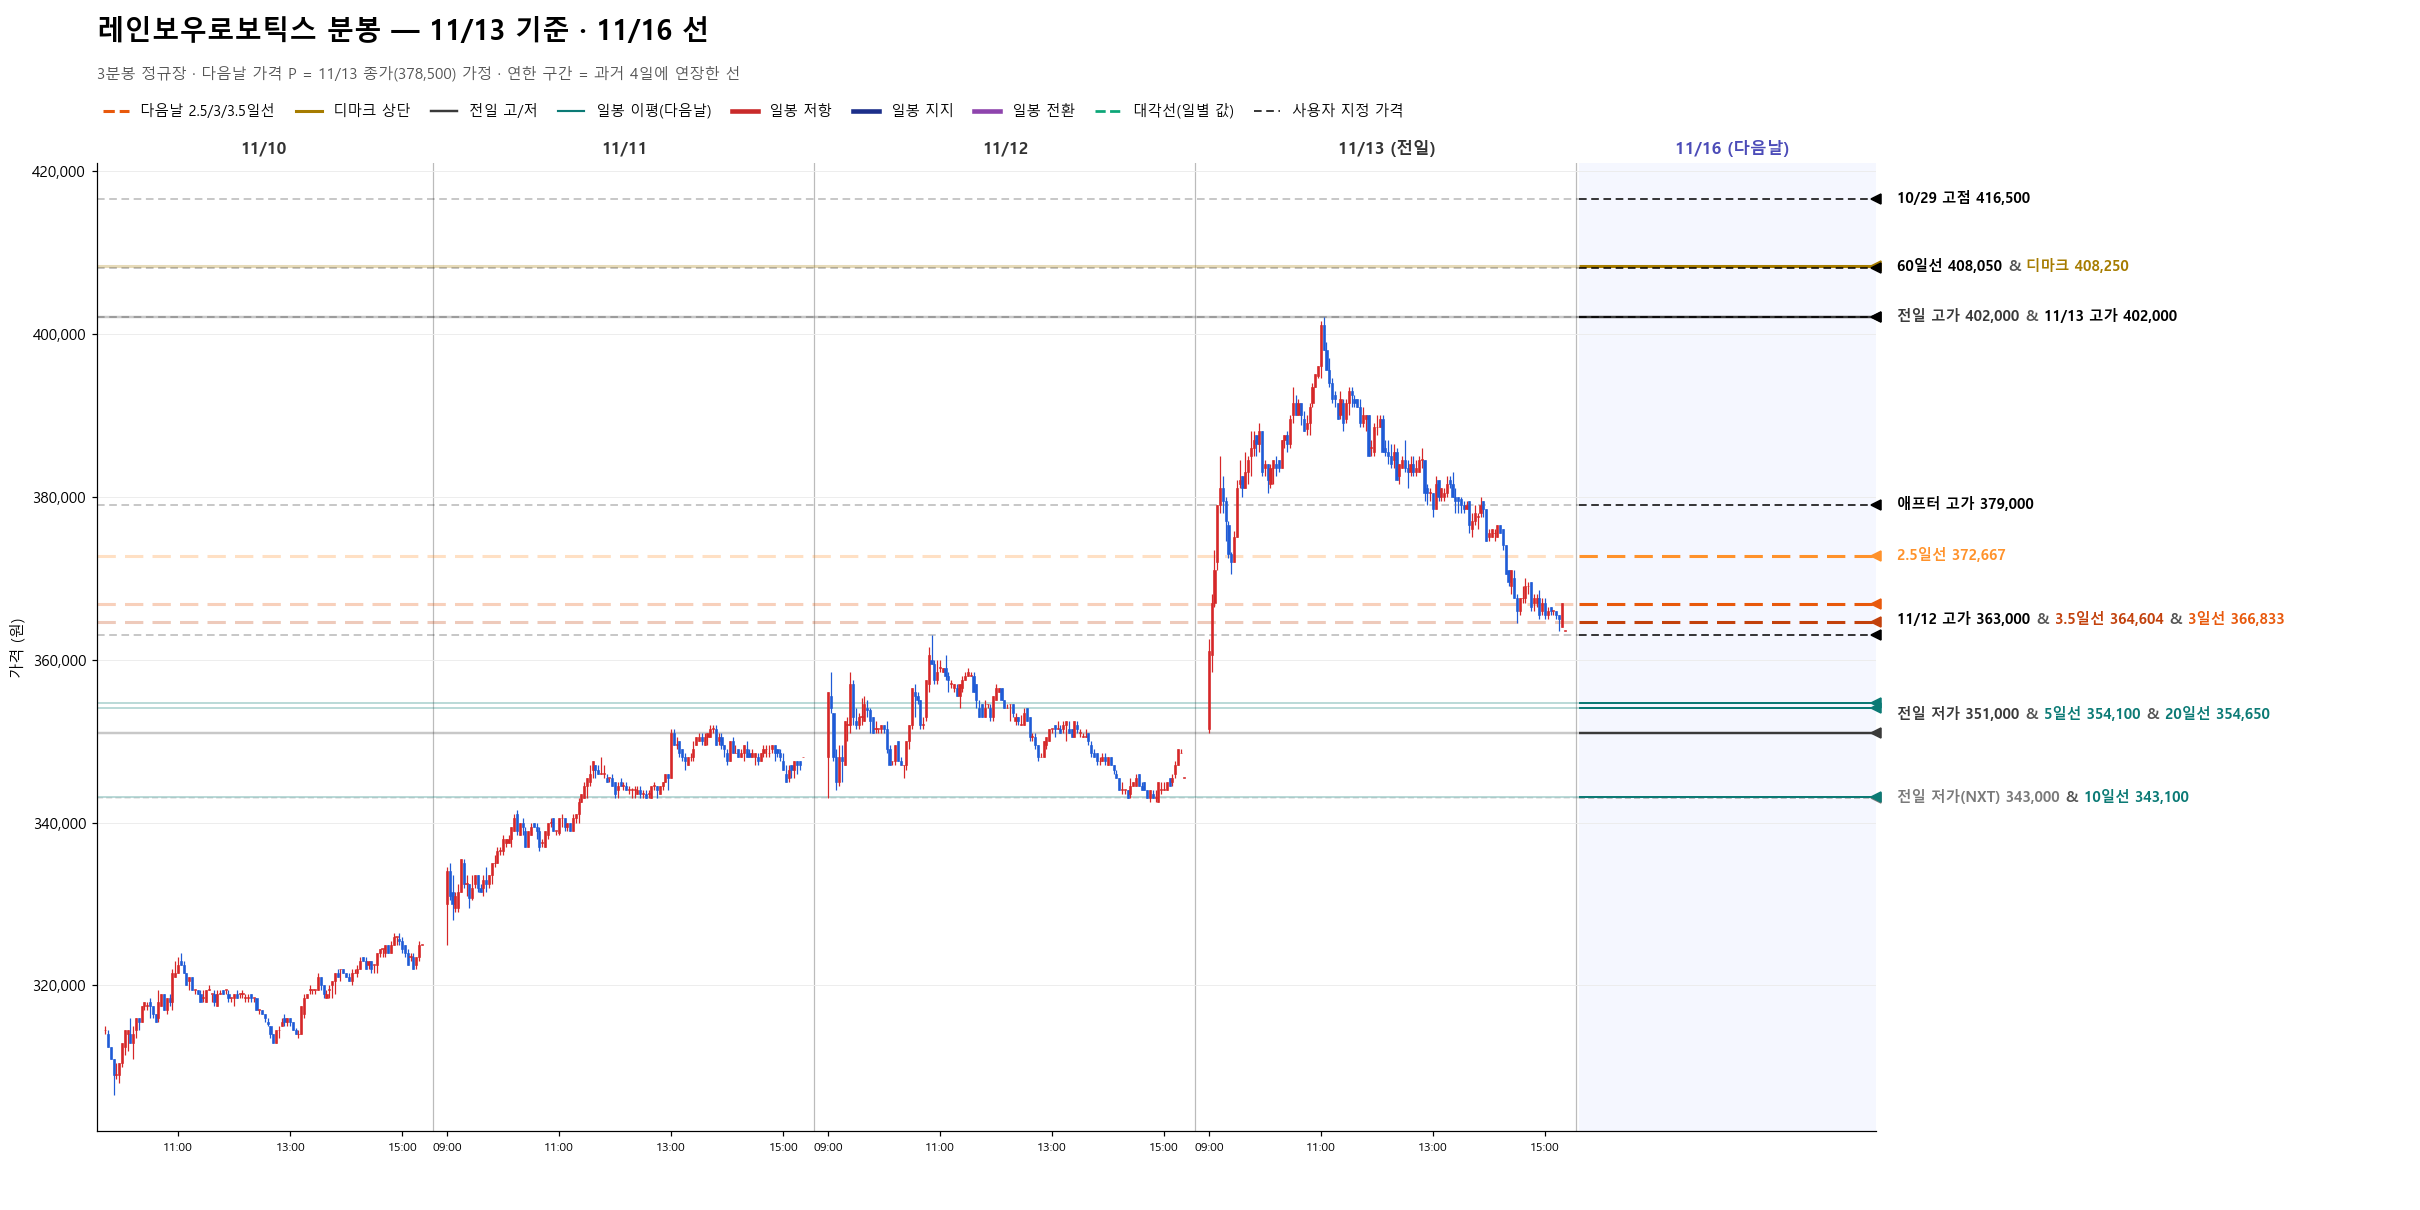 레인보우로보틱스 분봉 — 11/13 기준 · 11/16 선
3분봉 정규장 · 다음날 가격 P = 11/13 종가(378,500) 가정 · 연한 구간 = 과거 4일에 연장한 선
다음날 2.5/3/3.5일선 디마크 상단 전일 고/저 일봉 이평(다음날) 일봉 저항 일봉 지지 일봉 전환 대각선(일별 값) 사용자 지정 가격
11/10 11/11 11/12 11/13 (전일) 11/16 (다음날)
420,000
10/29 고점 416,500
60일선 408,050 & 디마크 408,250
전일 고가 402,000 & 11/13 고가 402,000
400,000
380,000
애프터 고가 379,000
2.5일선 372,667
11/12 고가 363,000 & 3.5일선 364,604 & 3일선 366,833
360,000
가격 (원)
전일 저가 351,000 & 5일선 354,100 & 20일선 354,650
전일 저가(NXT) 343,000 & 10일선 343,100
340,000
320,000
11:00 13:00 15:00 09:00 11:00 13:00 15:00 09:00 11:00 13:00 15:00 09:00 11:00 13:00 15:00